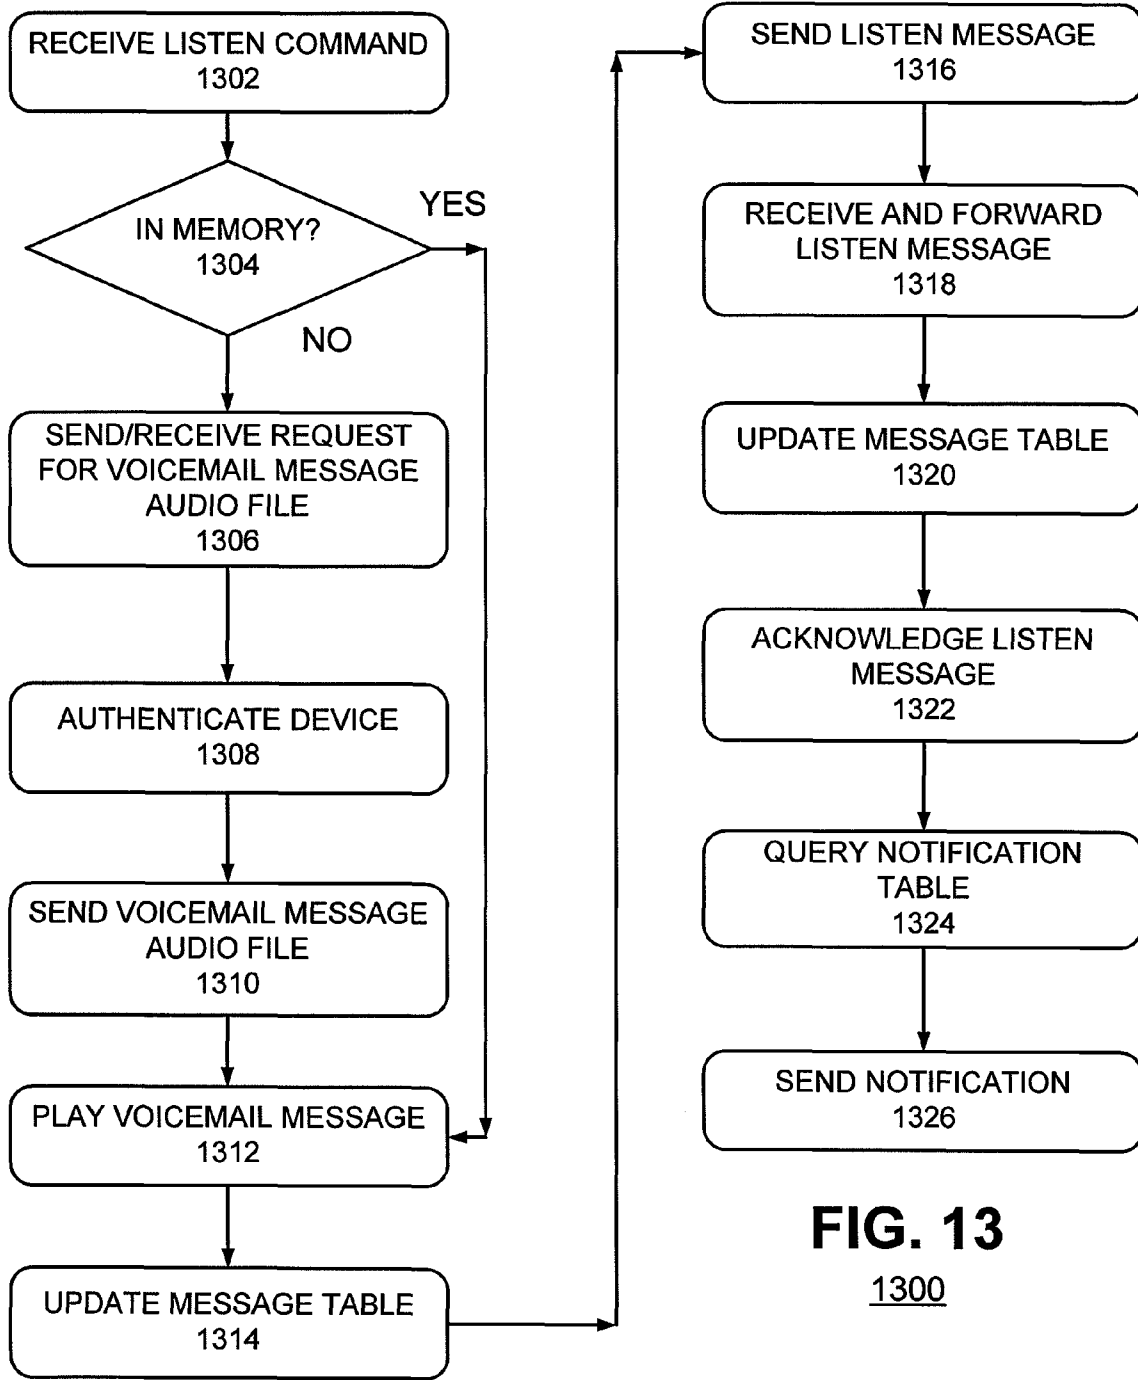 RECEIVE LISTEN COMMAND
1302
IN MEMORY?
1304
YES
NO
SEND/RECEIVE REQUEST
FOR VOICEMAIL MESSAGE
AUDIO FILE
1306
AUTHENTICATE DEVICE
1308
SEND VOICEMAIL MESSAGE
AUDIO FILE
1310
PLAY VOICEMAIL MESSAGE
1312
UPDATE MESSAGE TABLE
1314
SEND LISTEN MESSAGE
1316
RECEIVE AND FORWARD
LISTEN MESSAGE
1318
UPDATE MESSAGE TABLE
1320
ACKNOWLEDGE LISTEN
MESSAGE
1322
QUERY NOTIFICATION
TABLE
1324
SEND NOTIFICATION
1326
FIG. 13
1300